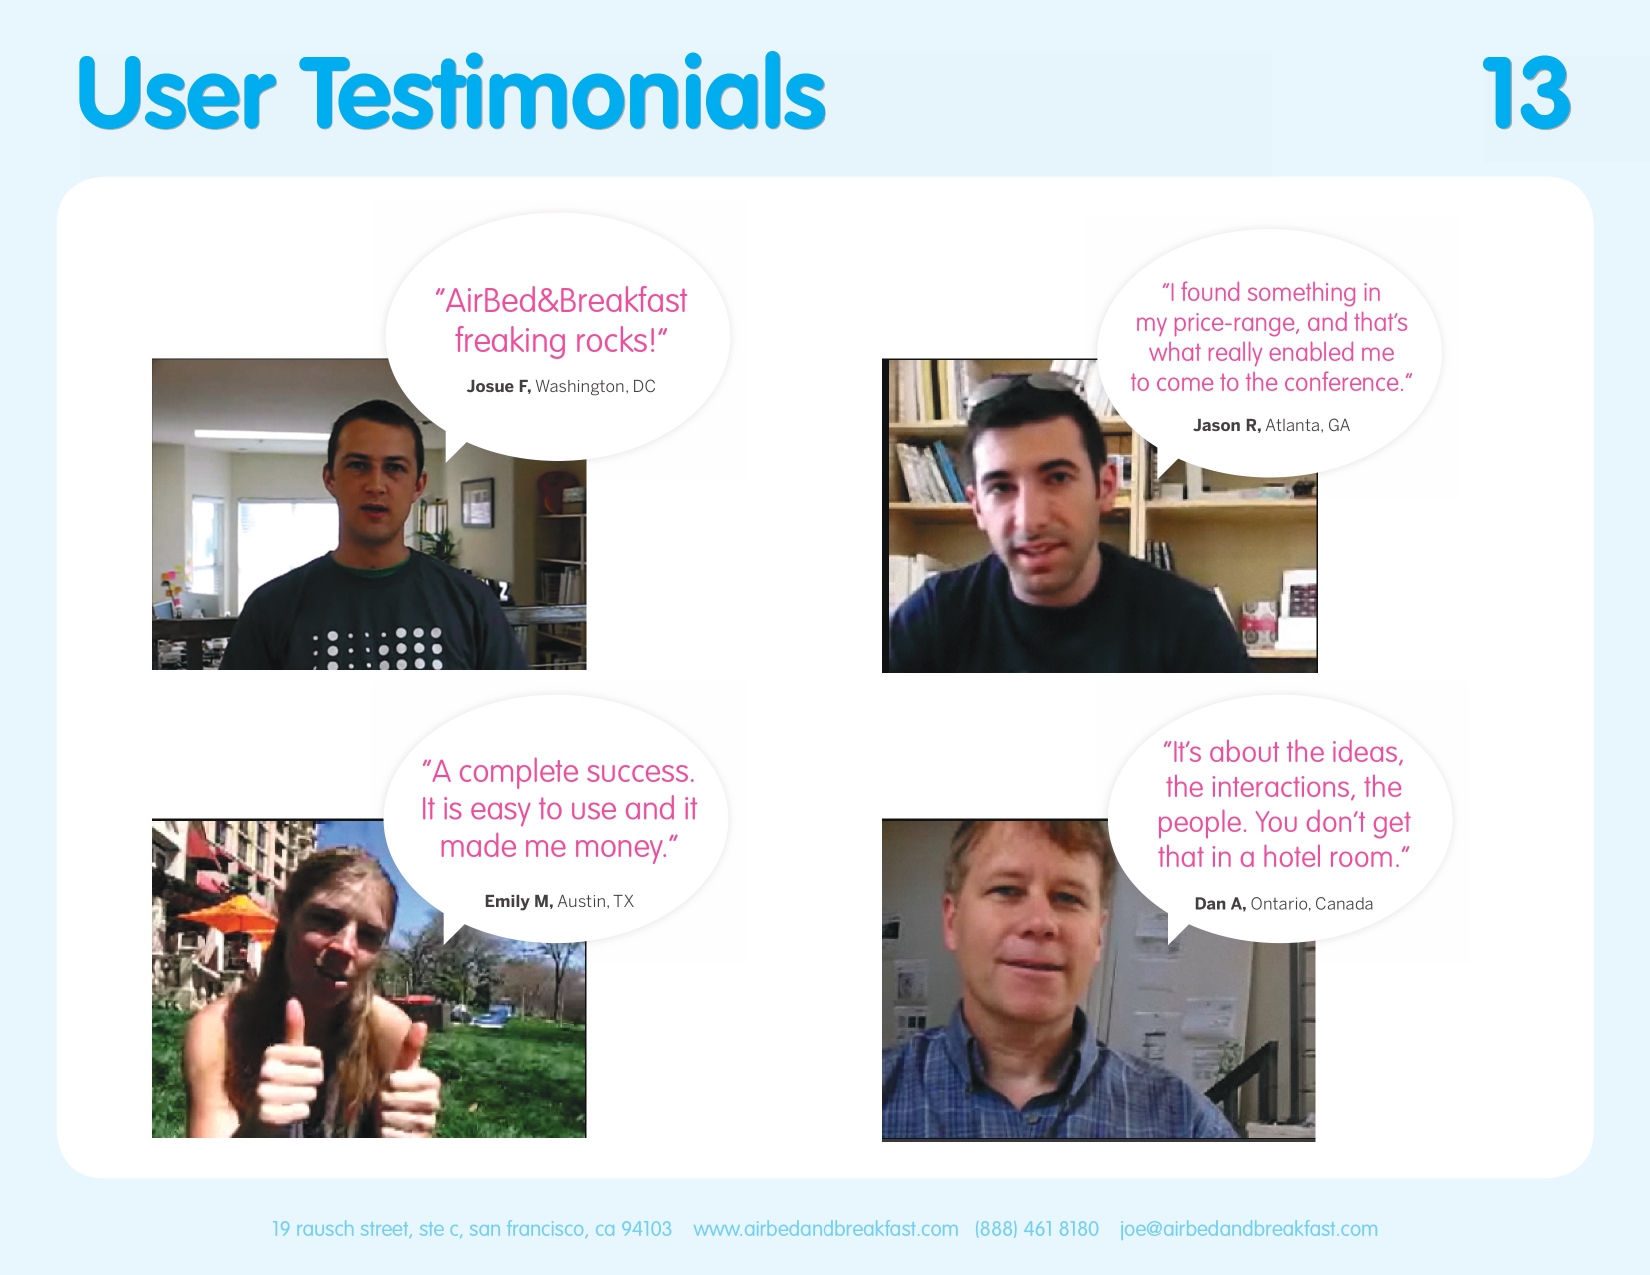 User Testimonials
13
“AirBed&Breakfast
freaking rocks!”
Josue F, Washington, DC
“I found something in
my price-range, and that’s
what really enabled me
to come to the conference.”
Jason R, Atlanta, GA
“A complete success.
It is easy to use and it
made me money.”
Emily M, Austin, TX
“It’s about the ideas,
the interactions, the
people. You don’t get
that in a hotel room.”
Dan A, Ontario, Canada
19 rausch street, ste c, san francisco, ca 94103 www.airbedandbreakfast.com (888) 461 8180 joe@airbedandbreakfast.com